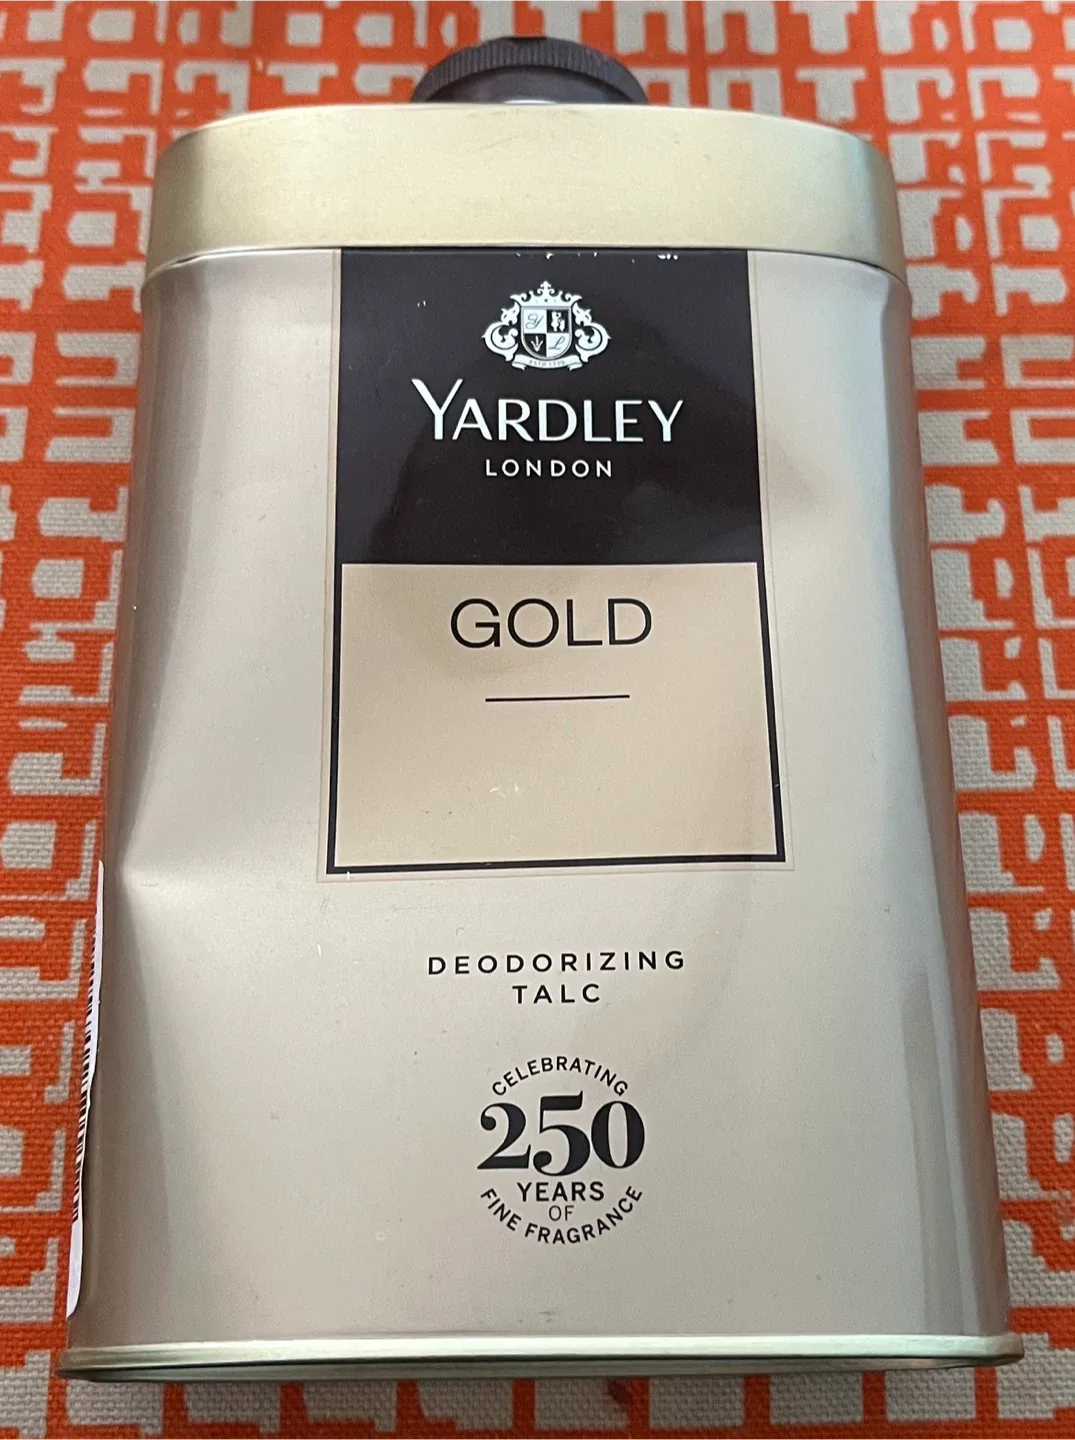 YARDLEY
LONDON
GOLD
DEODORIZING
TALC
CELEBRATING
250
YEARS
OF
FINE FRAGRANCE